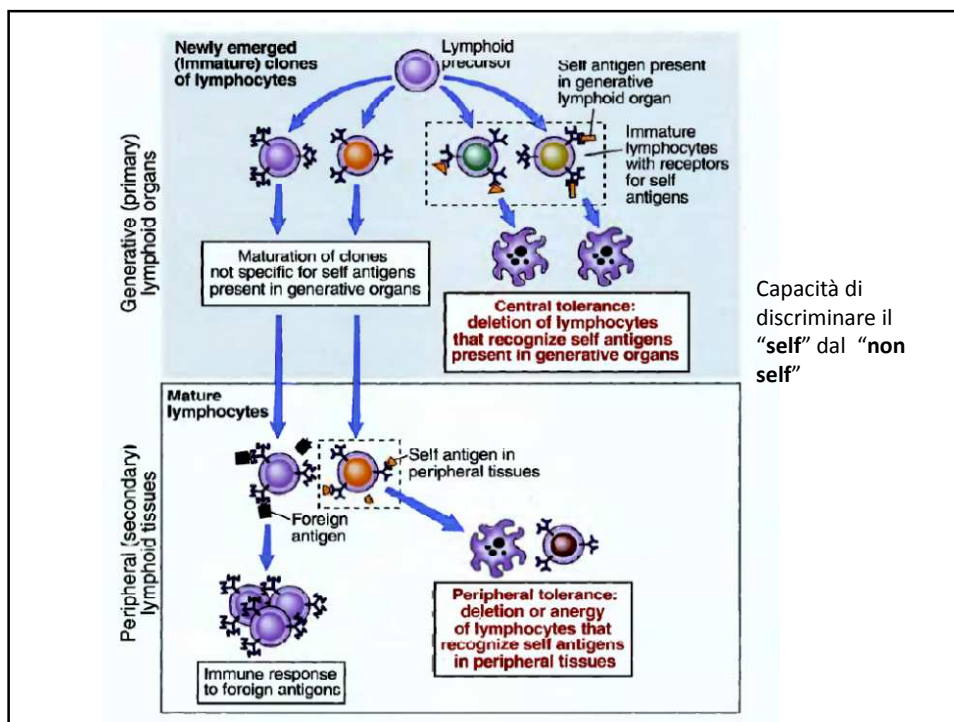 Newly emerged
(Immature) clones
of lymphocytes
Lymphoid
precursor
Self antigen present
in generative
lymphoid organ
Immature
lymphocytes
with receptors
for self
antigens
Generative (primary)
lymphoid organs
Maturation of clones
not specific for self antigens
present in generative organs
Central tolerance:
deletion of lymphocytes
that recognize self antigens
present in generative organs
Capacità di
discriminare il
“self” dal “non
self”
Mature
lymphocytes
Self antigen in
peripheral tissues
Foreign
antigen
Peripheral (secondary)
lymphoid tissues
Peripheral tolerance:
deletion or anergy
of lymphocytes that
recognize self antigens
in peripheral tissues
Immune response
to foreign antigens